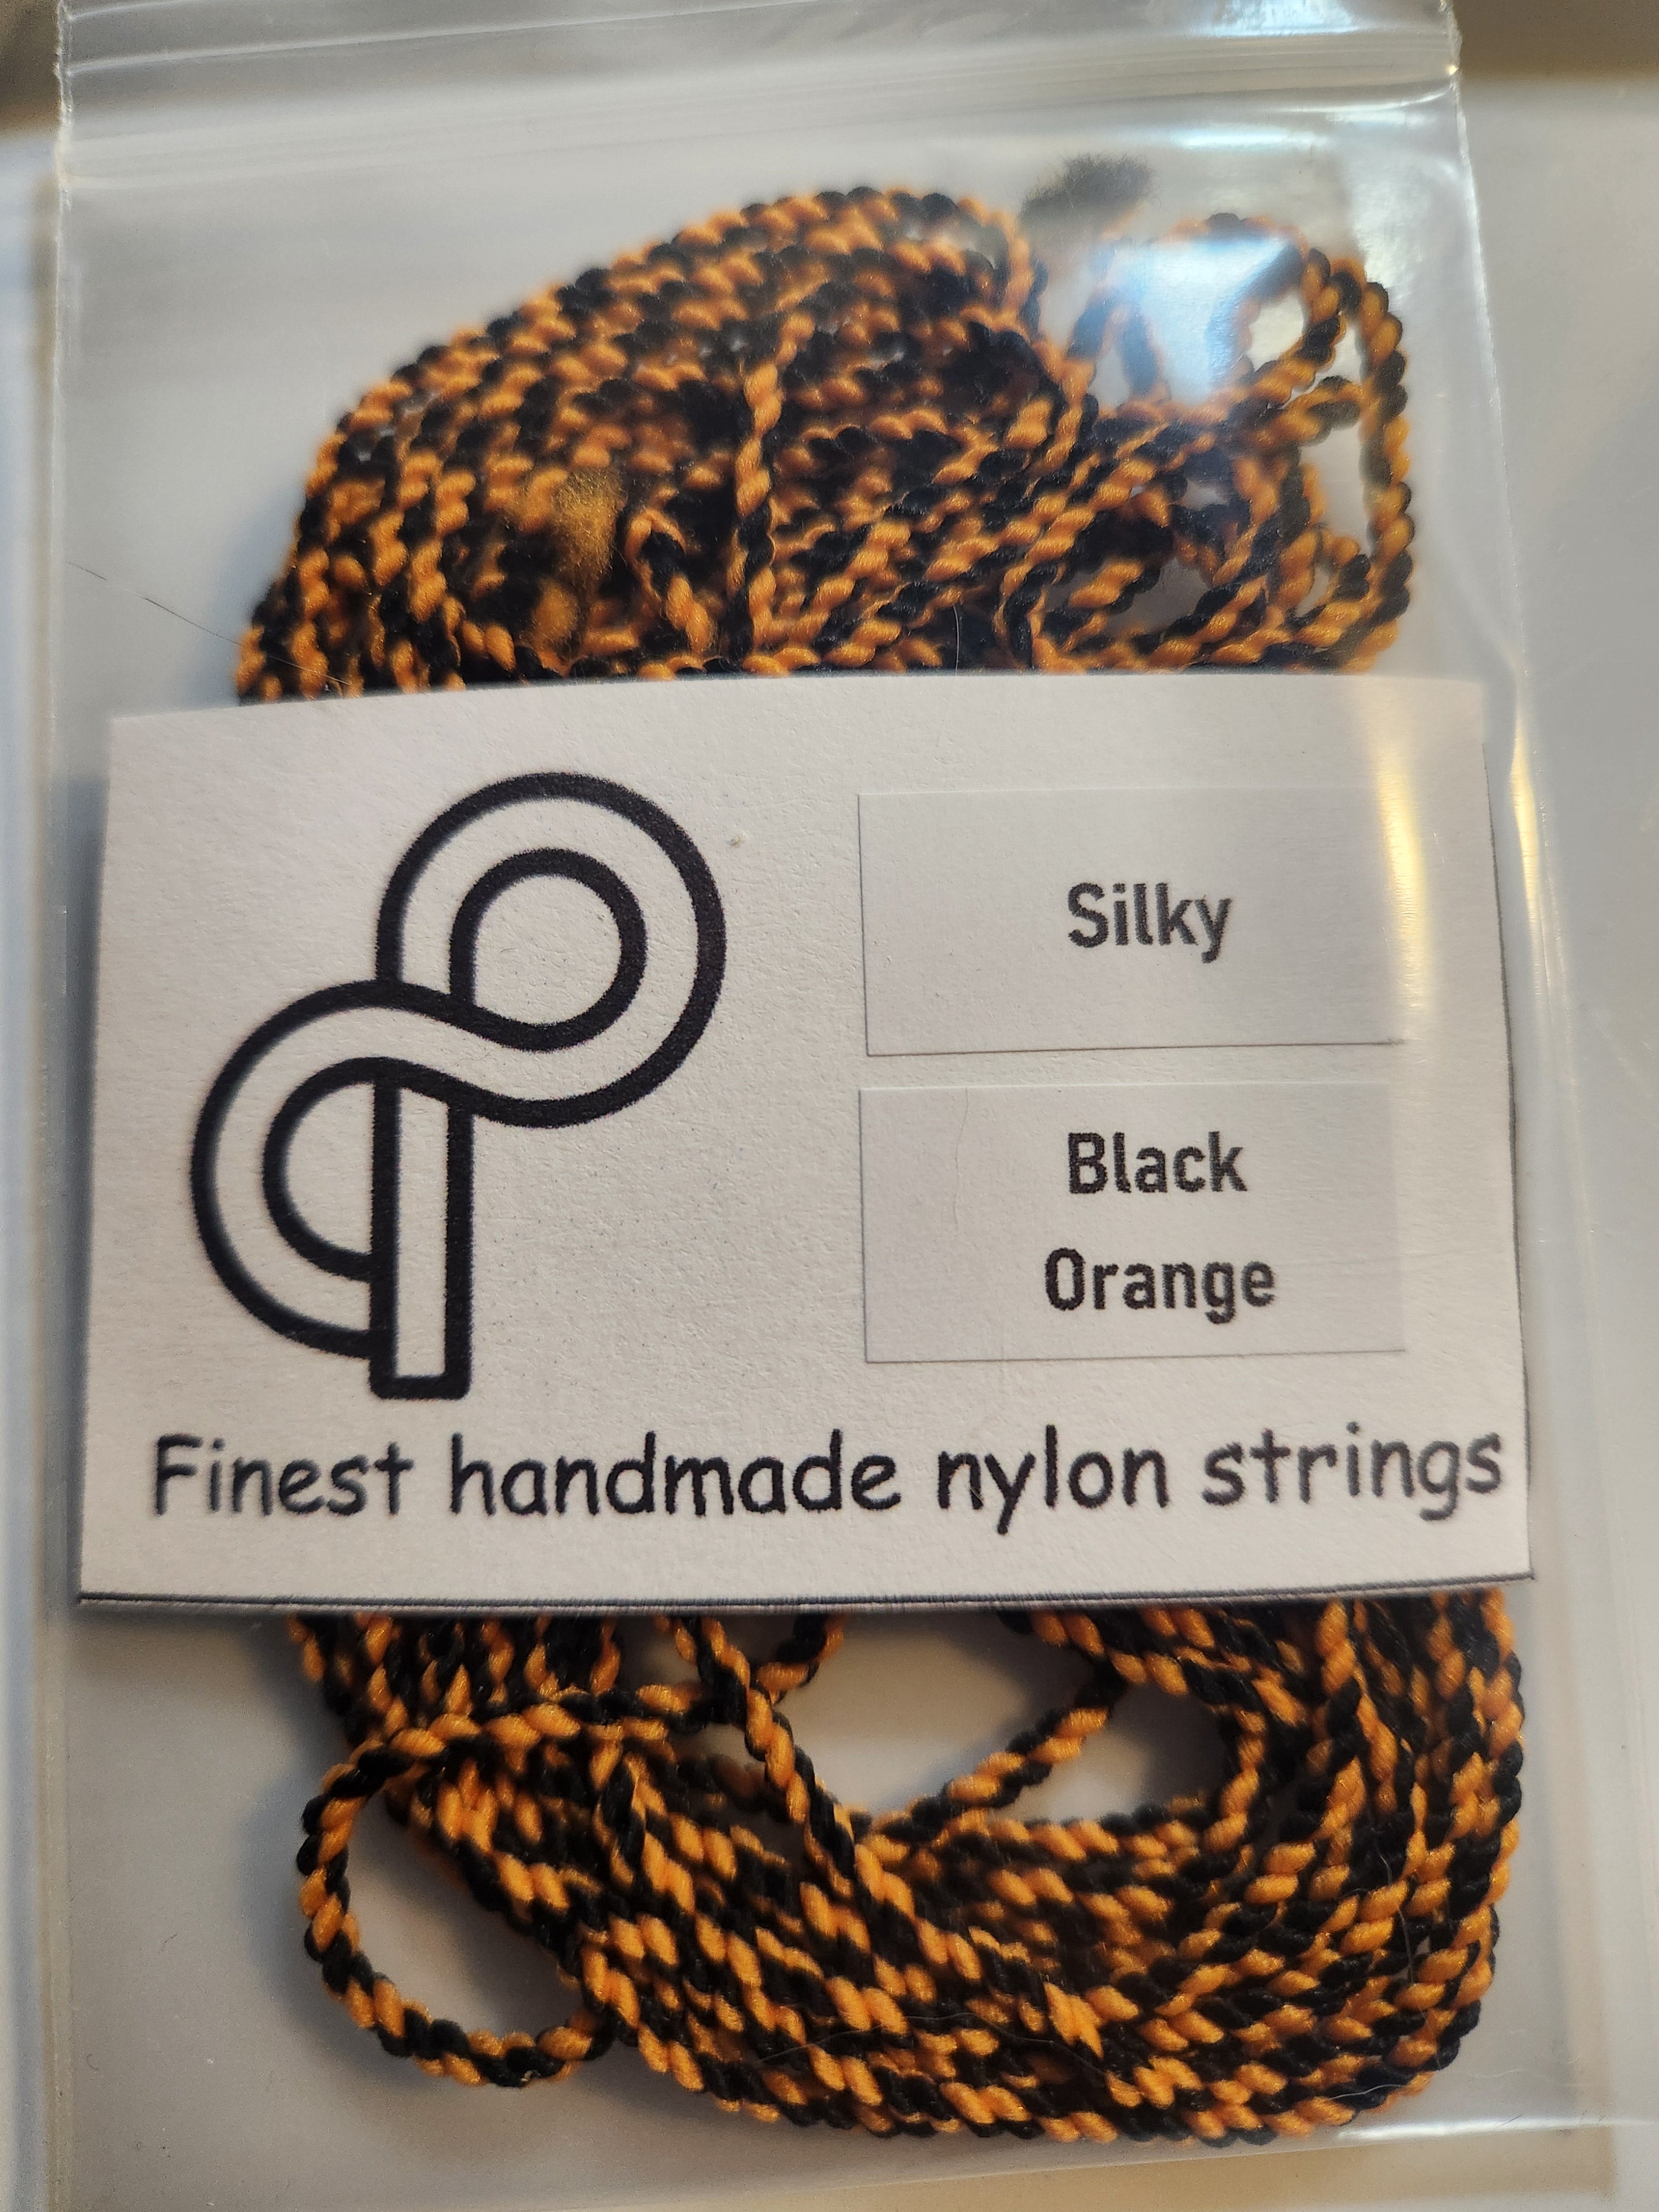 Silky
Black
Orange
Finest handmade nylon strings